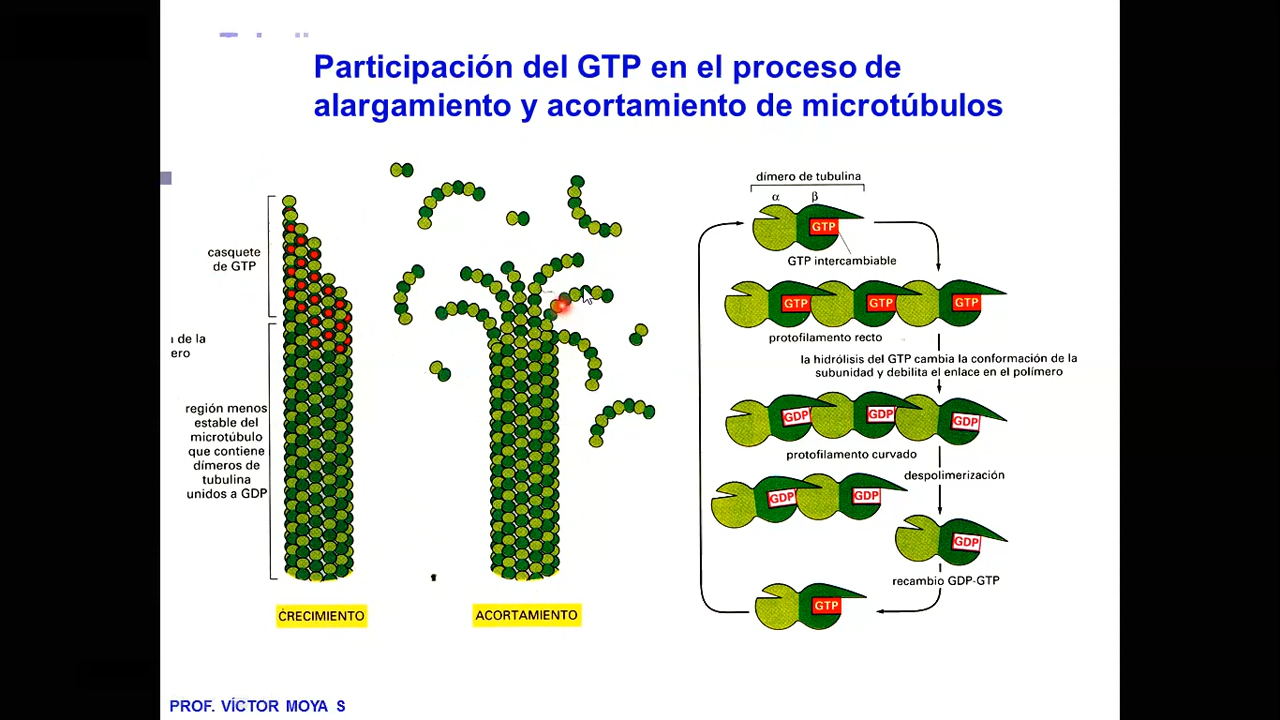 Participación del GTP en el proceso de
alargamiento y acortamiento de microtúbulos
casquete
de GTP
de la
ero
región menos
estable del
microtúbulo
que contiene
dímeros de
tubulina
unidos a GDP
CRECIMIENTO
ACORTAMIENTO
dímero de tubulina
α β
GTP
GTP intercambiable
GTP GTP GTP
protofilamento recto
la hidrólisis del GTP cambia la conformación de la
subunidad y debilita el enlace en el polímero
GDP GDP GDP
protofilamento curvado
despolimerización
GDP GDP
GDP
recambio GDP-GTP
GTP
PROF. VÍCTOR MOYA S